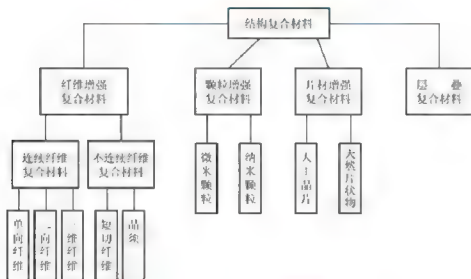 结构复合材料
纤维增强
复合材料
颗粒增强
复合材料
片材增强
复合材料
层叠
复合材料
连续纤维
复合材料
不连续纤维
复合材料
微米颗粒
纳米颗粒
人工晶片
天然片状物
单向纤维
向纤维
维纤维
短切纤维
晶须